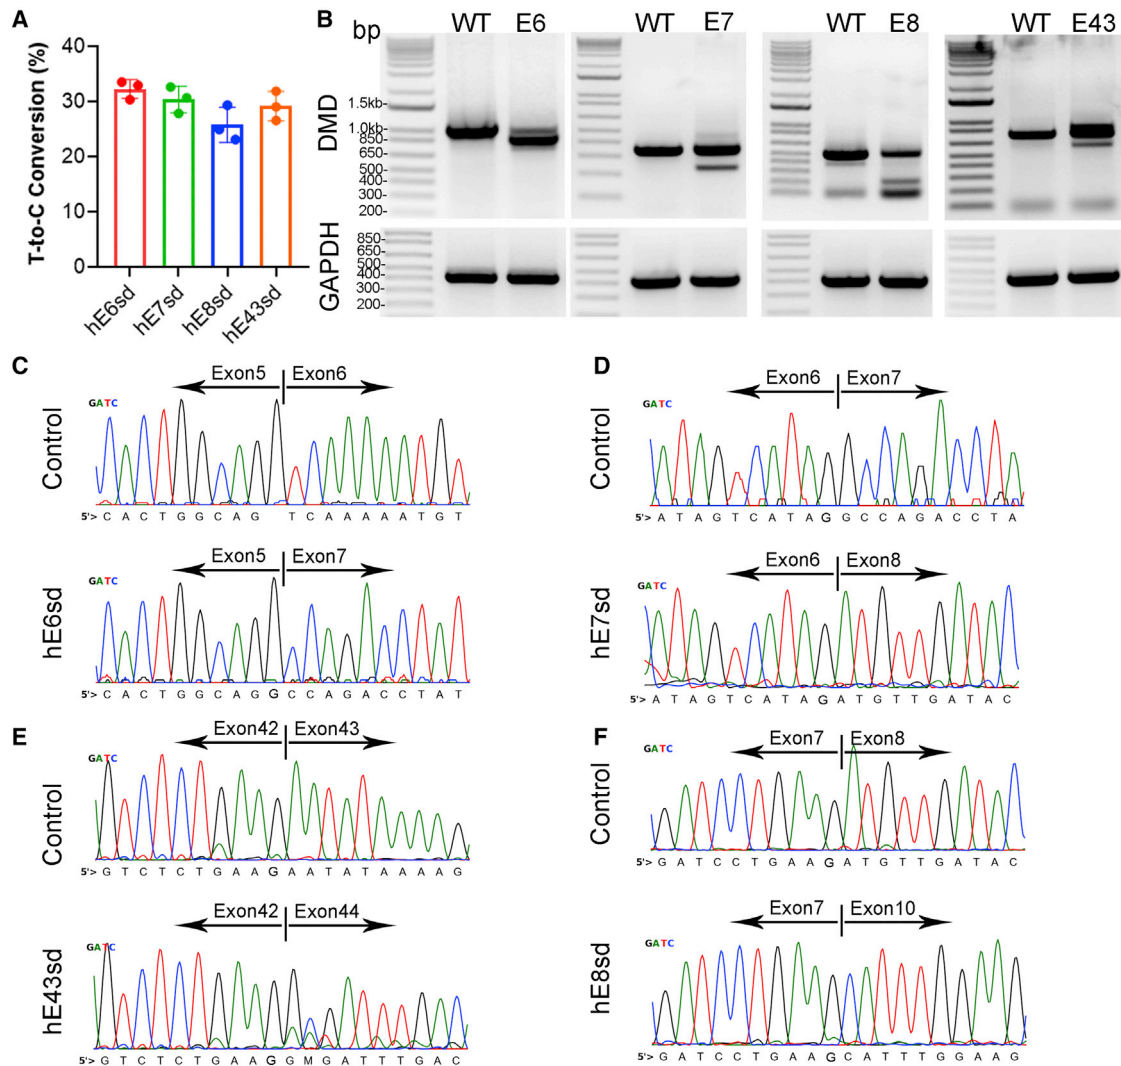 A
T-to-C Conversion (%)
40
30
20
10
0
hE6sd
hE7sd
hE8sd
hE43sd
B
bp
WT E6
WT E7
WT E8
WT E43
DMD
1.5kb-
1.0kb-
850-
650-
500-
400-
300-
200-
GAPDH
850-
650-
500-
400-
300-
200-
C
Control
Exon5 Exon6
GATC
5'> C A C T G G C A G T C A A A A A T G T
hE6sd
Exon5 Exon7
GATC
5'> C A C T G G C A G G C C A G A C C T A T
D
Control
Exon6 Exon7
GATC
5'> A T A G T C A T A G G C C A G A C C T A
hE7sd
Exon6 Exon8
GATC
5'> A T A G T C A T A G A T G T T G A T A C
E
Control
Exon42 Exon43
GATC
5'> G T C T C T G A A G A A T A T A A A A G
hE43sd
Exon42 Exon44
GATC
5'> G T C T C T G A A G G M G A T T T G A C
F
Control
Exon7 Exon8
GATC
5'> G A T C C T G A A G A T G T T G A T A C
hE8sd
Exon7 Exon10
GATC
5'> G A T C C T G A A G C A T T T G G A A G